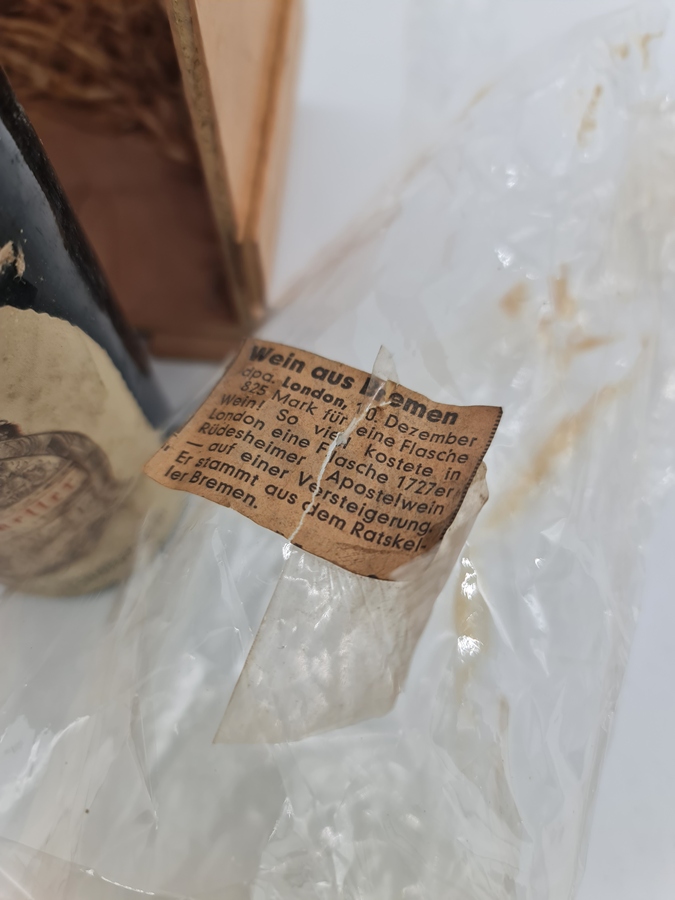 Wein aus Bremen
dpa. London, 10. Dezember
825 Mark für eine Flasche
Wein! So viel kostete in
London eine Flasche 1727er
Rüdesheimer Apostelwein
— auf einer Versteigerung.
Er stammt aus dem Ratskel-
ler Bremen.